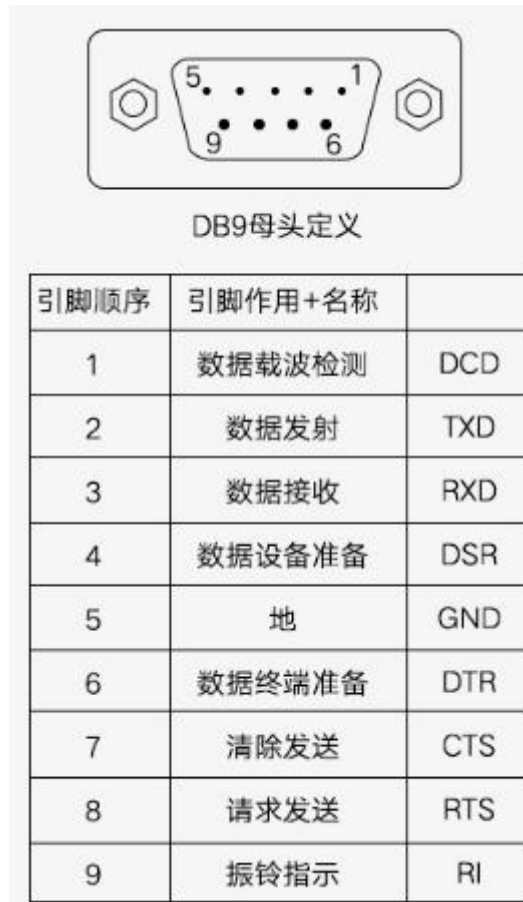 5 1
9 6
DB9母头定义
引脚顺序 引脚作用+名称
1 数据载波检测 DCD
2 数据发射 TXD
3 数据接收 RXD
4 数据设备准备 DSR
5 地 GND
6 数据终端准备 DTR
7 清除发送 CTS
8 请求发送 RTS
9 振铃指示 RI